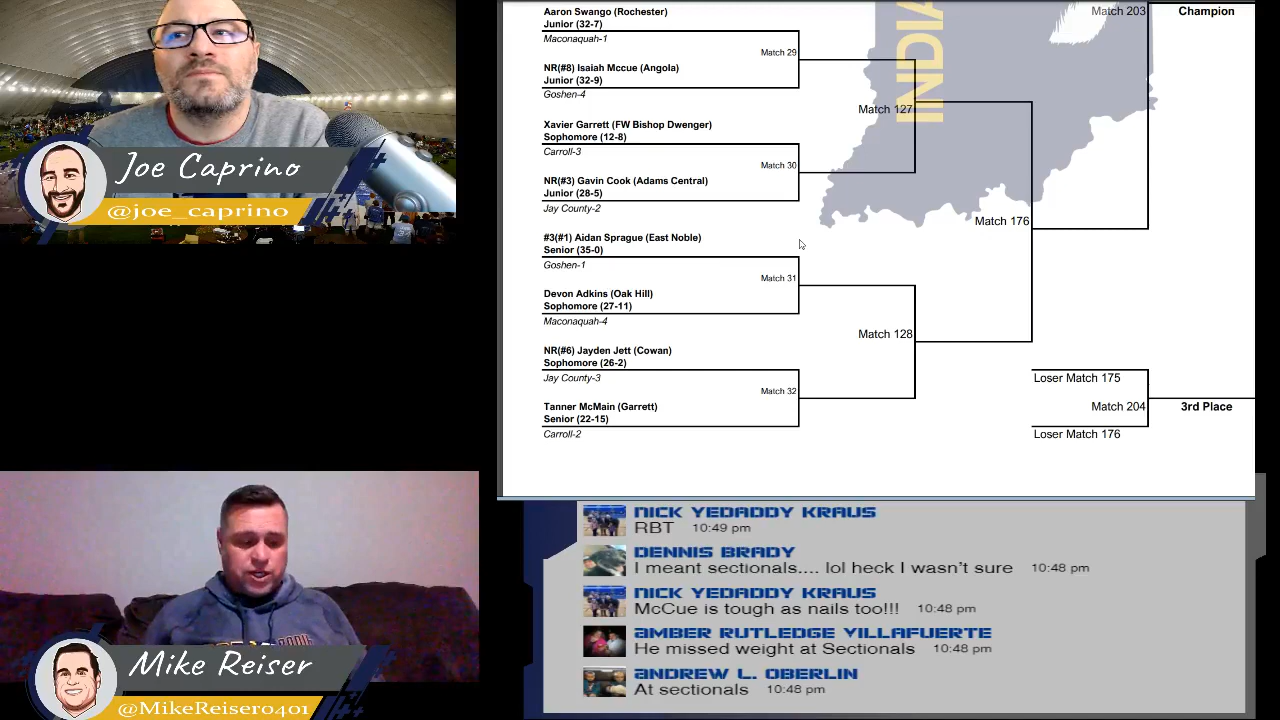 Joe Caprino
@joe_caprino
Mike Reiser
@MikeReiser0401
INDIA
Aaron Swango (Rochester)
Junior (32-7)
Maconaquah-1
Match 29
NR(#8) Isaiah Mccue (Angola)
Junior (32-9)
Goshen-4
Match 127
Xavier Garrett (FW Bishop Dwenger)
Sophomore (12-8)
Carroll-3
Match 30
NR(#3) Gavin Cook (Adams Central)
Junior (28-5)
Jay County-2
Match 176
#3(#1) Aidan Sprague (East Noble)
Senior (35-0)
Goshen-1
Match 31
Devon Adkins (Oak Hill)
Sophomore (27-11)
Maconaquah-4
Match 128
NR(#6) Jayden Jett (Cowan)
Sophomore (26-2)
Jay County-3
Match 32
Tanner McMain (Garrett)
Senior (22-15)
Carroll-2
Match 203
Champion
Loser Match 175
Match 204
3rd Place
Loser Match 176
NICK YEDADDY KRAUS
RBT 10:49 pm
DENNIS BRADY
I meant sectionals.... lol heck I wasn't sure 10:48 pm
NICK YEDADDY KRAUS
McCue is tough as nails too!!! 10:48 pm
AMBER RUTLEDGE VILLAFUERTE
He missed weight at Sectionals 10:48 pm
ANDREW L. OBERLIN
At sectionals 10:48 pm